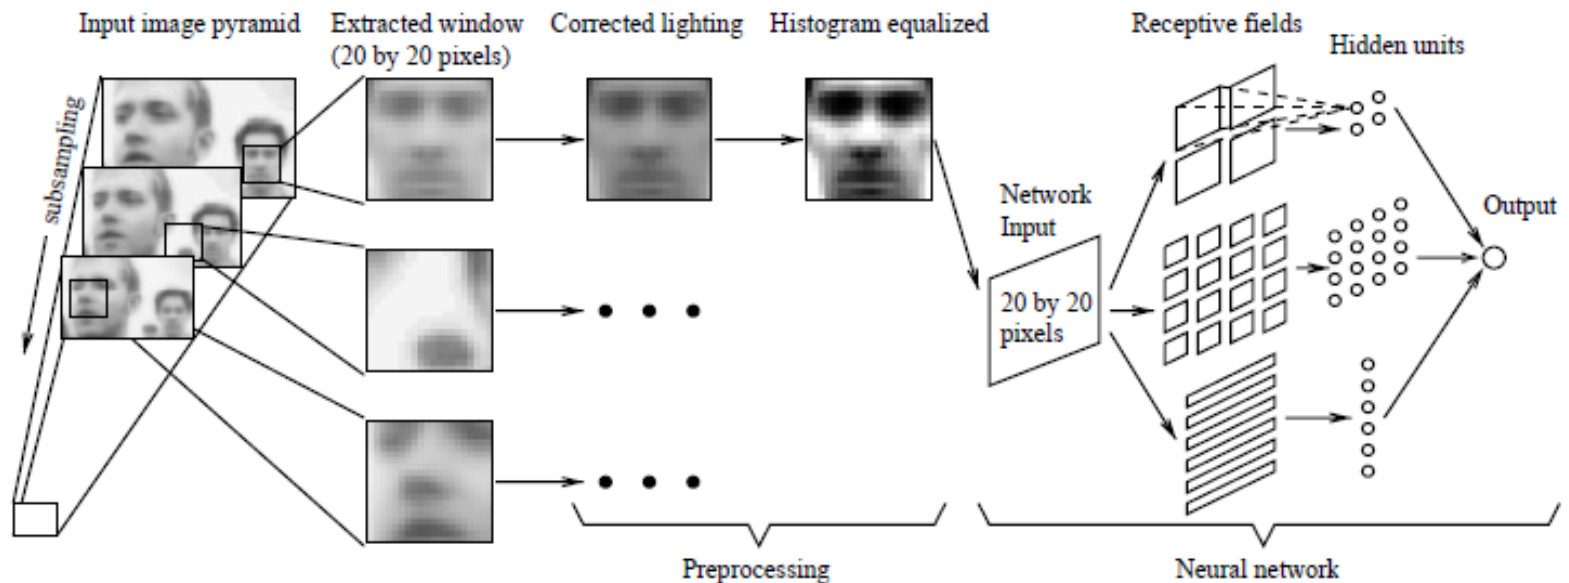 Input image pyramid
Extracted window
(20 by 20 pixels)
Corrected lighting
Histogram equalized
Receptive fields
Hidden units
subsampling
Network
Input
20 by 20
pixels
Output
Preprocessing
Neural network